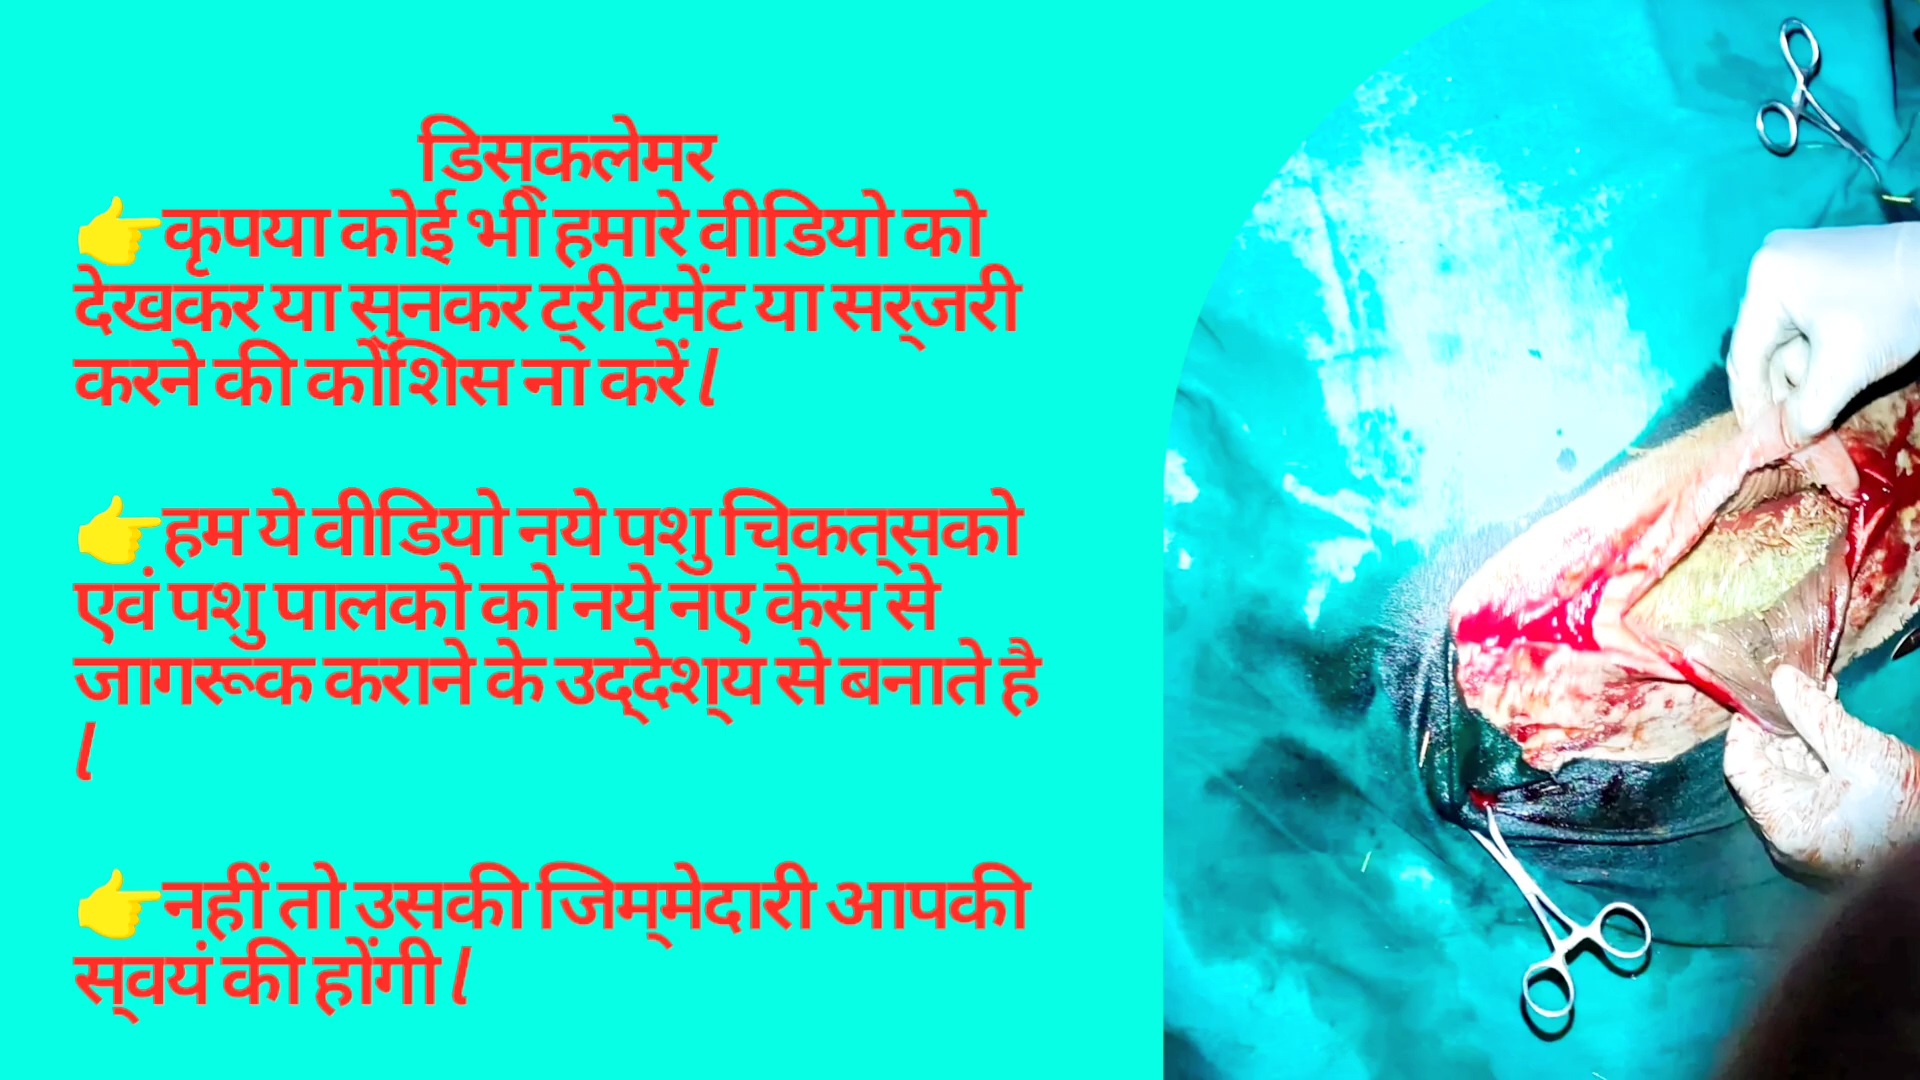 डिस्कलेमर
👉कृपया कोई भी हमारे वीडियो को
देखकर या सुनकर ट्रीटमेंट या सर्जरी
करने की कोशिस ना करें l
👉हम ये वीडियो नये पशु चिकत्सको
एवं पशु पालको को नये नए केस से
जागरूक कराने के उद्देश्य से बनाते है
l
👉नहीं तो उसकी जिम्मेदारी आपकी
स्वयं की होंगी l